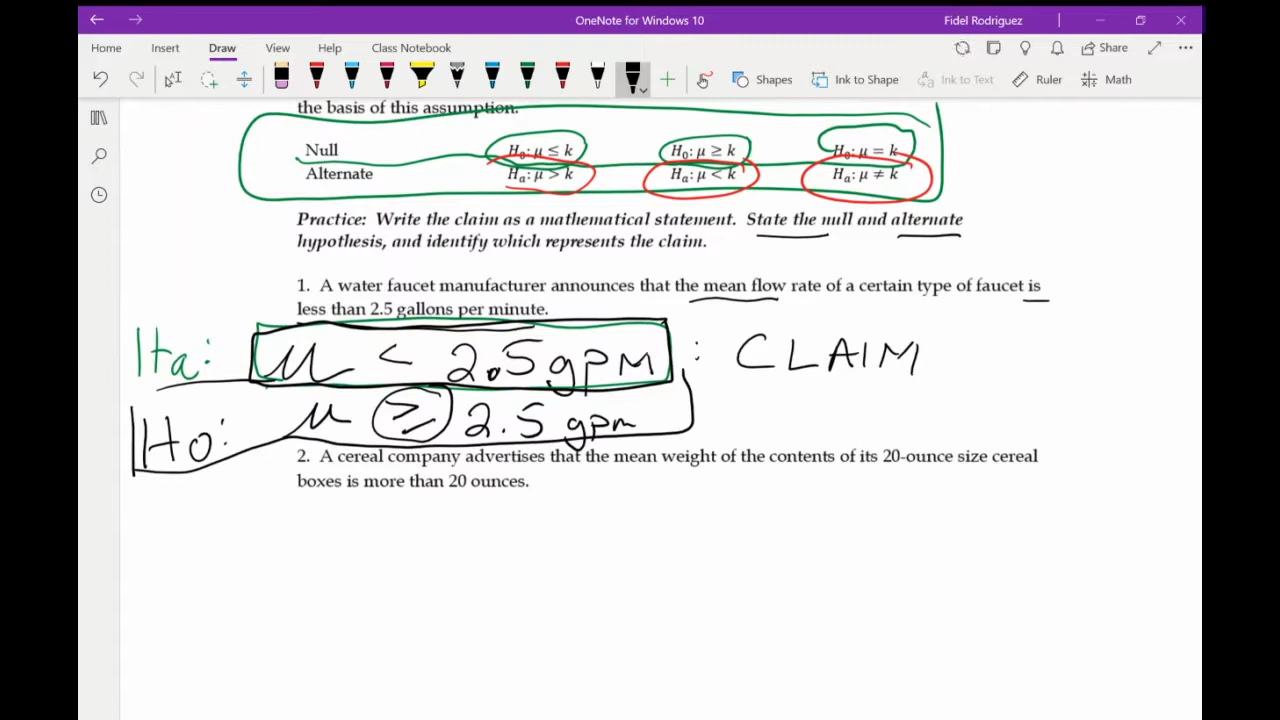 OneNote for Windows 10
Fidel Rodriguez
Home Insert Draw View Help Class Notebook Share
Shapes Ink to Shape Ink to Text Ruler Math
the basis of this assumption.
Null H₀: μ ≤ k H₀: μ ≥ k H₀: μ = k
Alternate Hₐ: μ > k Hₐ: μ < k Hₐ: μ ≠ k
Practice: Write the claim as a mathematical statement. State the null and alternate
hypothesis, and identify which represents the claim.
1. A water faucet manufacturer announces that the mean flow rate of a certain type of faucet is
less than 2.5 gallons per minute.
Ha: μ < 2.5 gpm : CLAIM
Ho: μ ≥ 2.5 gpm
2. A cereal company advertises that the mean weight of the contents of its 20-ounce size cereal
boxes is more than 20 ounces.